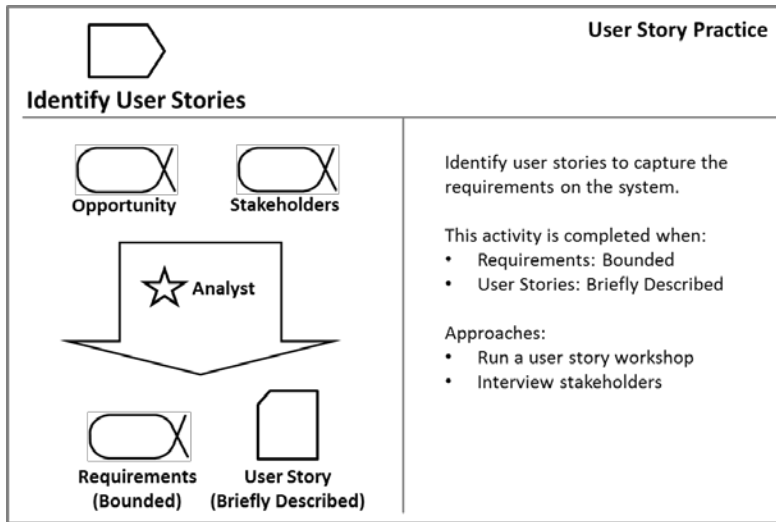 User Story Practice
Identify User Stories
Opportunity
Stakeholders
Analyst
Requirements
(Bounded)
User Story
(Briefly Described)
Identify user stories to capture the
requirements on the system.
This activity is completed when:
• Requirements: Bounded
• User Stories: Briefly Described
Approaches:
• Run a user story workshop
• Interview stakeholders